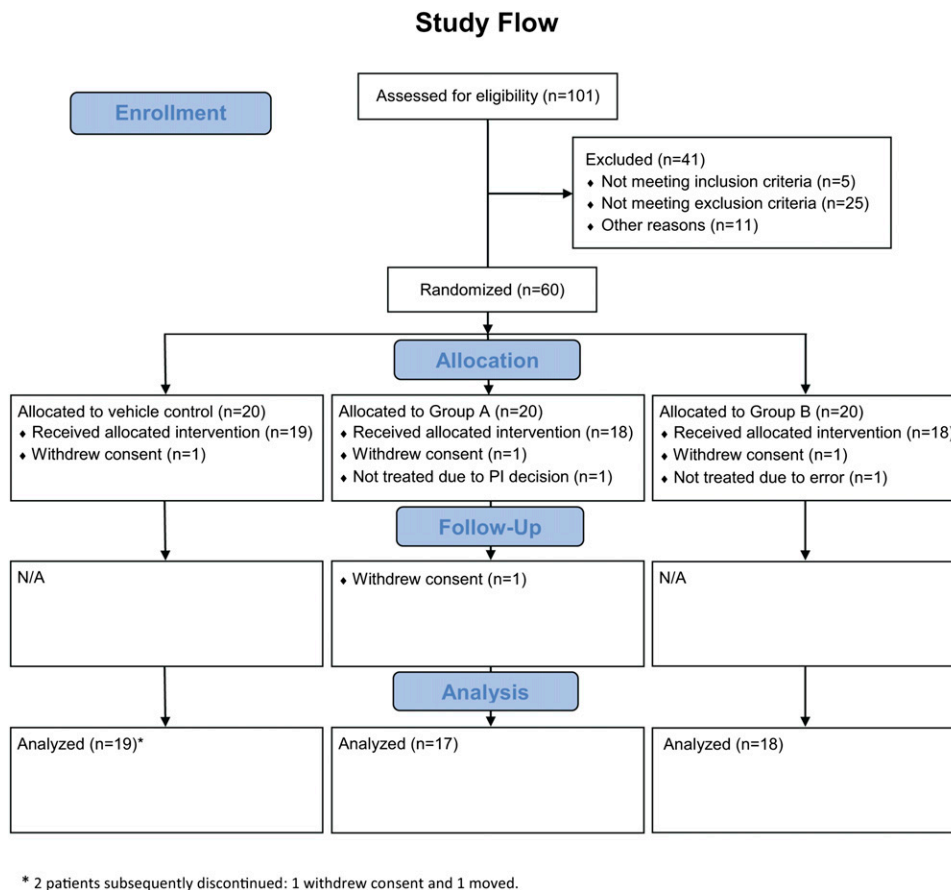 Study Flow
Enrollment
Assessed for eligibility (n=101)
Excluded (n=41)
♦ Not meeting inclusion criteria (n=5)
♦ Not meeting exclusion criteria (n=25)
♦ Other reasons (n=11)
Randomized (n=60)
Allocation
Allocated to vehicle control (n=20)
♦ Received allocated intervention (n=19)
♦ Withdrew consent (n=1)
Allocated to Group A (n=20)
♦ Received allocated intervention (n=18)
♦ Withdrew consent (n=1)
♦ Not treated due to PI decision (n=1)
Allocated to Group B (n=20)
♦ Received allocated intervention (n=18)
♦ Withdrew consent (n=1)
♦ Not treated due to error (n=1)
Follow-Up
N/A
♦ Withdrew consent (n=1)
N/A
Analysis
Analyzed (n=19)*
Analyzed (n=17)
Analyzed (n=18)
* 2 patients subsequently discontinued: 1 withdrew consent and 1 moved.